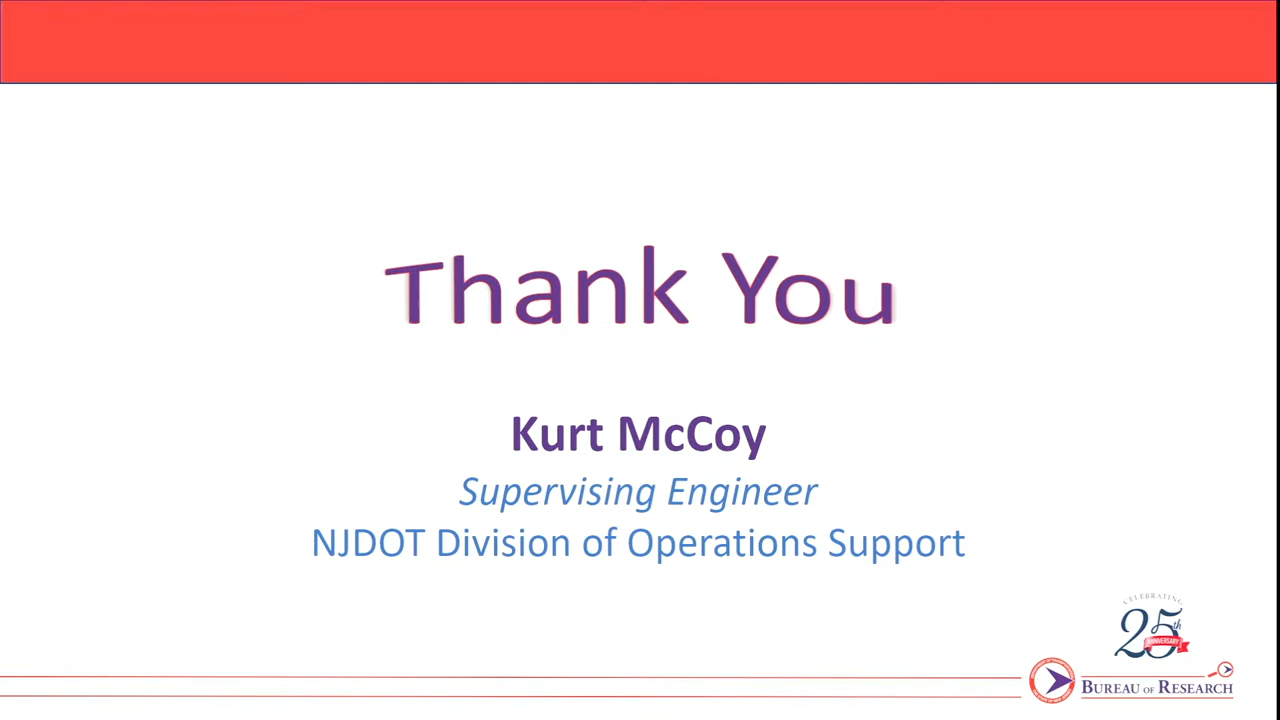 Thank You
Kurt McCoy
Supervising Engineer
NJDOT Division of Operations Support
CELEBRATING
25th
ANNIVERSARY
BUREAU OF RESEARCH